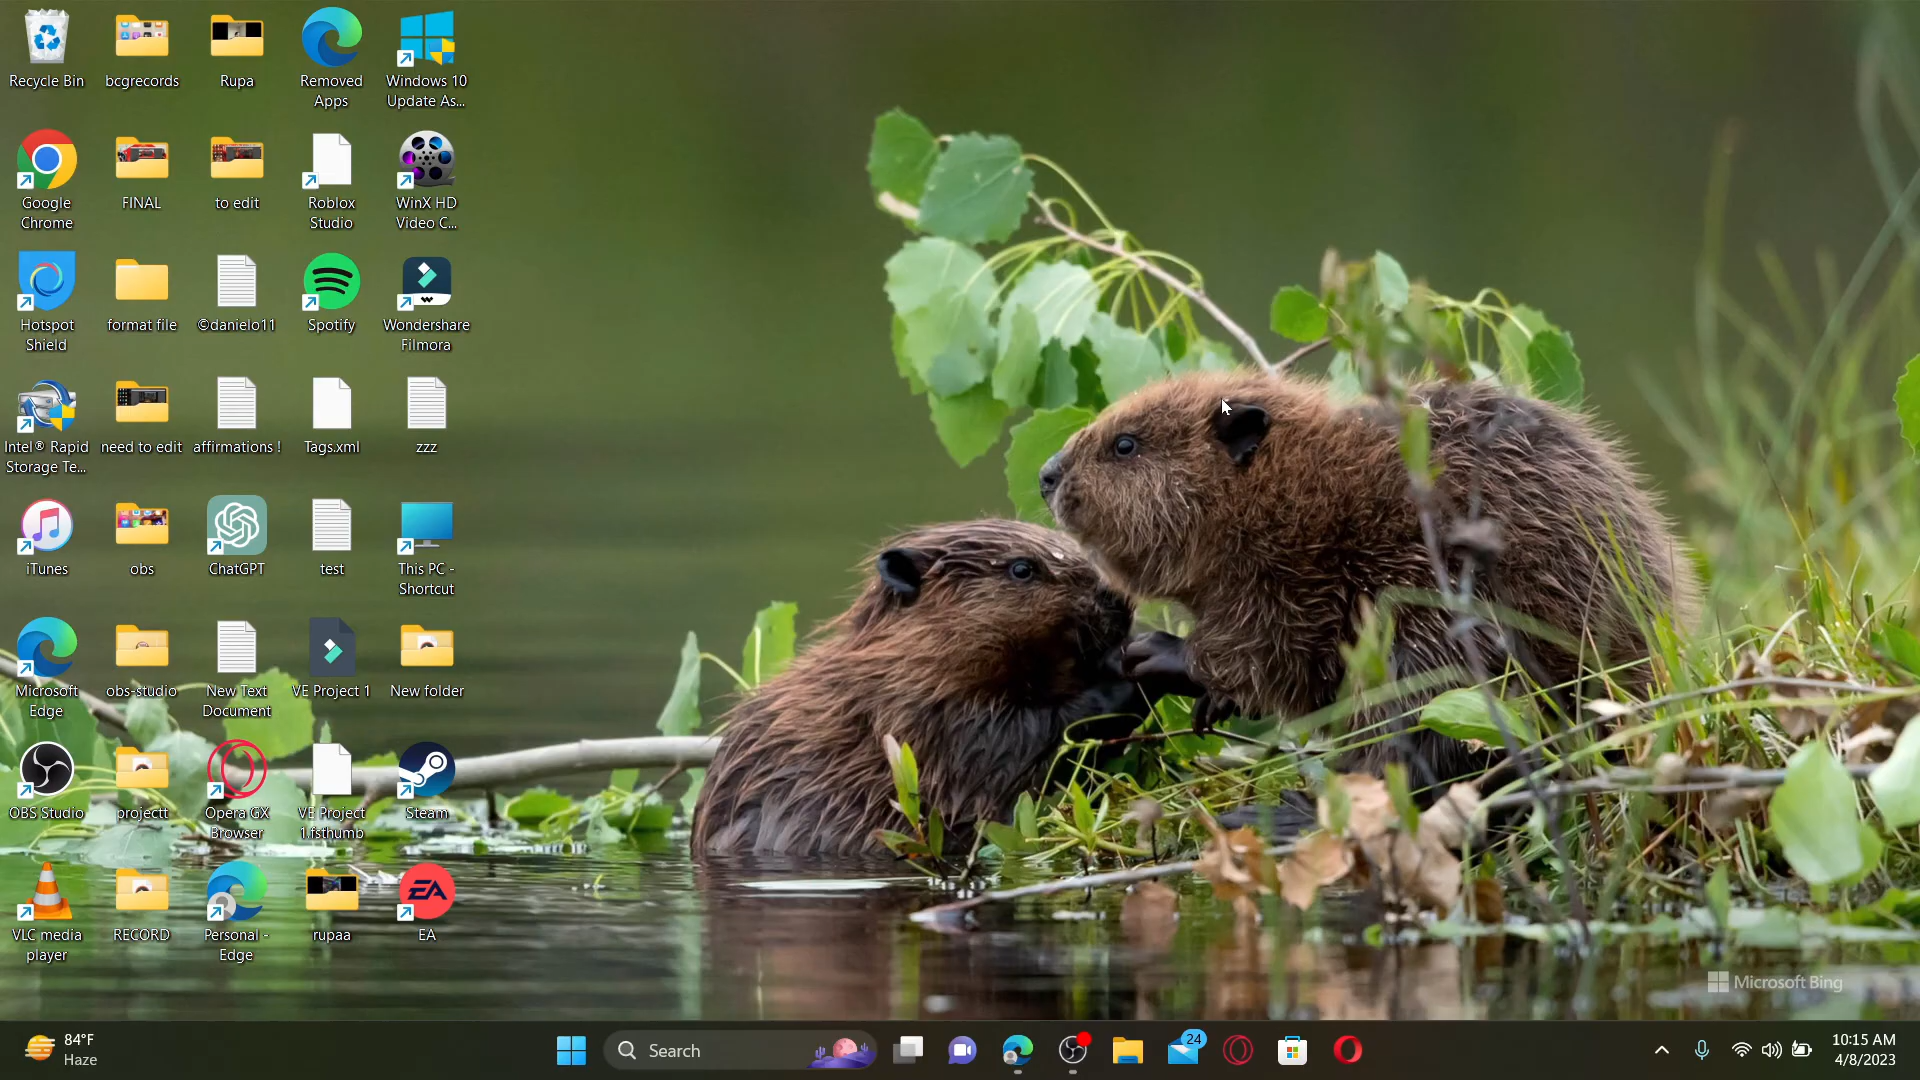 Recycle Bin
bcgrecords
Rupa
Removed
Apps
Windows 10
Update As...
Google
Chrome
FINAL
to edit
Roblox
Studio
WinX HD
Video C...
Hotspot
Shield
format file
©danielo11
Spotify
Wondershare
Filmora
Intel® Rapid
Storage Te...
need to edit
affirmations !
Tags.xml
zzz
iTunes
obs
ChatGPT
test
This PC -
Shortcut
Microsoft
Edge
obs-studio
New Text
Document
VE Project 1
New folder
OBS Studio
projectt
Opera GX
Browser
VE Project
1.fsthumb
Steam
VLC media
player
RECORD
Personal -
Edge
rupaa
EA
EA
Microsoft Bing
84°F
Haze
Search
24
10:15 AM
4/8/2023